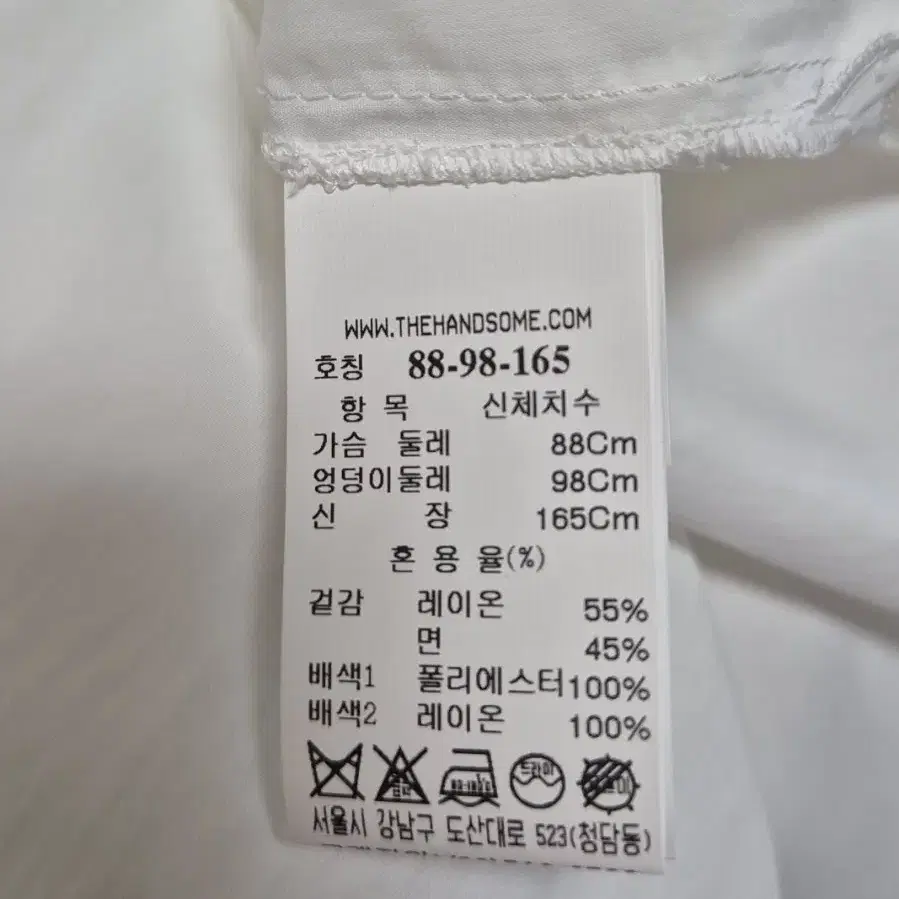 WWW.THEHANDSOME.COM
호칭 88-98-165
항 목 신체치수
가슴 둘레 88Cm
엉덩이둘레 98Cm
신 장 165Cm
혼 용 율(%)
겉감 레이온 55%
면 45%
배색1 폴리에스터100%
배색2 레이온 100%
드라이
서울시 강남구 도산대로 523(청담동)